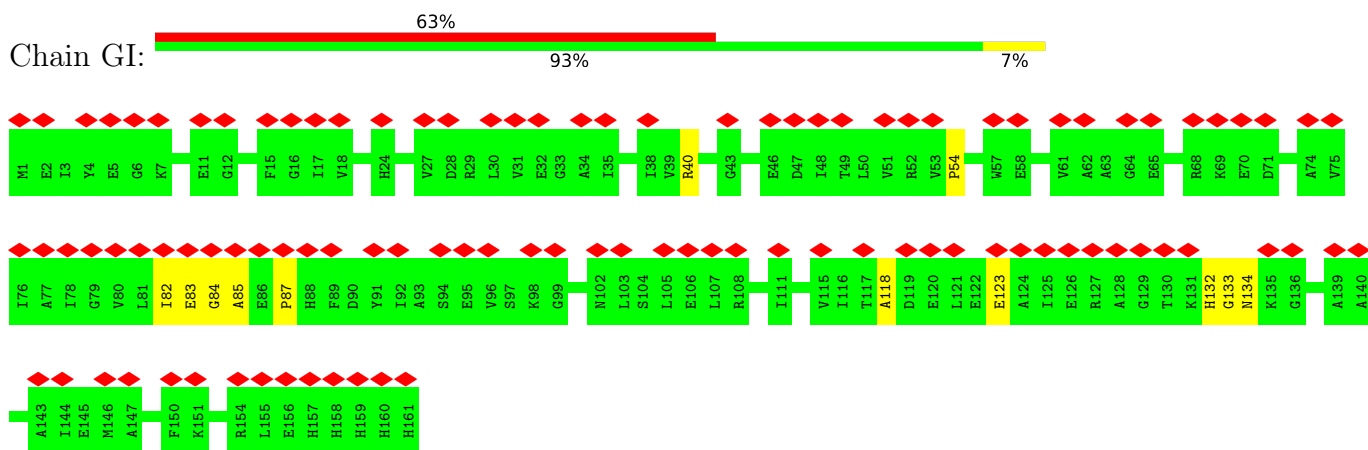 63%
Chain GI:
93% 7%
M1 E2 I3 Y4 E5 G6 K7 E11 G12 F15 G16 I17 V18 H24 V27 D28 R29 L30 V31 E32 G33 A34 I35 I38 V39 R40 G43 E46 D47 I48 T49 L50 V51 R52 V53 P54 W57 E58 V61 A62 A63 G64 E65 R68 K69 E70 D71 A74 V75
I76 A77 I78 G79 V80 L81 I82 E83 G84 A85 E86 P87 H88 F89 D90 Y91 I92 A93 S94 E95 V96 S97 K98 G99 N102 L103 S104 L105 E106 L107 R108 I111 V115 I116 T117 A118 D119 E120 L121 E122 E123 A124 I125 E126 R127 A128 G129 T130 K131 H132 G133 N134 K135 G136 A139 A140
A143 I144 E145 M146 A147 F150 K151 R154 L155 E156 H157 H158 H159 H160 H161